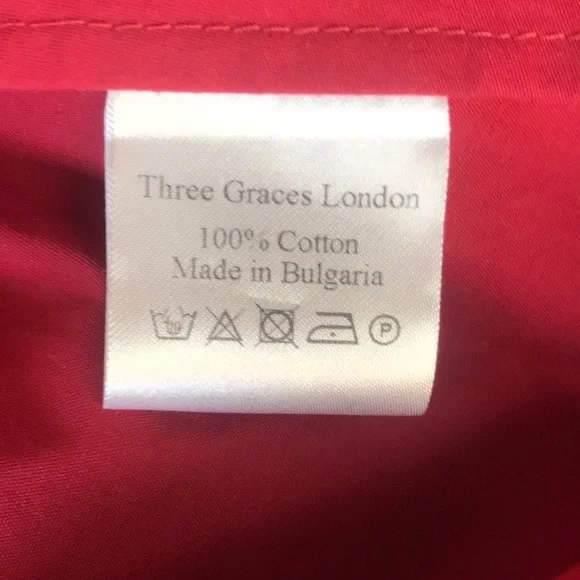 Three Graces London
100% Cotton
Made in Bulgaria
P